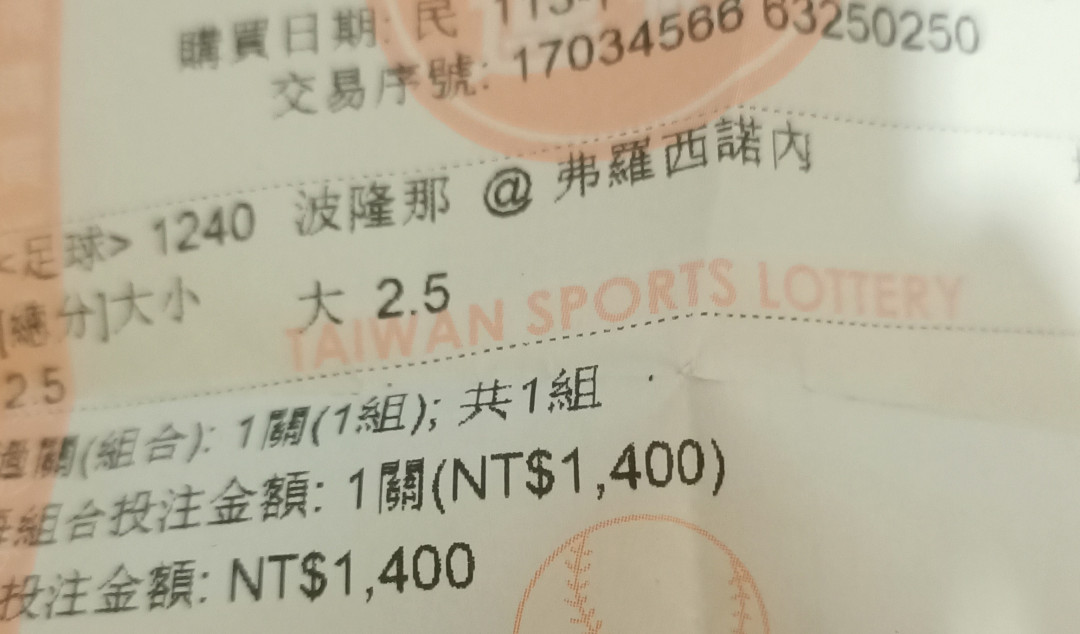 購買日期: 民
交易序號: 17034566 63250250
<足球> 1240 波隆那 @ 弗羅西諾內
[總分]大小 大 2.5
TAIWAN SPORTS LOTTERY
2.5
過關(組合): 1關(1組); 共1組
每組合投注金額: 1關(NT$1,400)
投注金額: NT$1,400